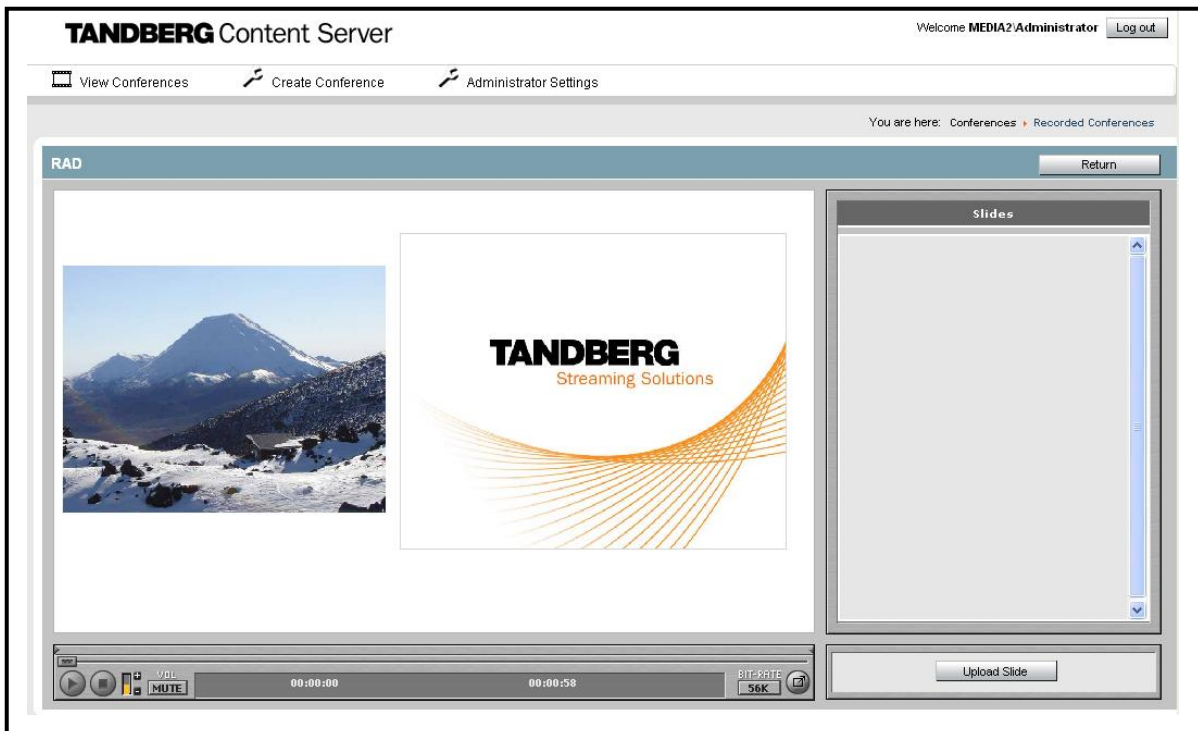 TANDBERG Content Server
Welcome MEDIA2\Administrator Log out
View Conferences Create Conference Administrator Settings
You are here: Conferences Recorded Conferences
RAD Return
Slides
TANDBERG
Streaming Solutions
VOL
MUTE
00:00:00 00:00:58
BIT-RATE
56K
Upload Slide